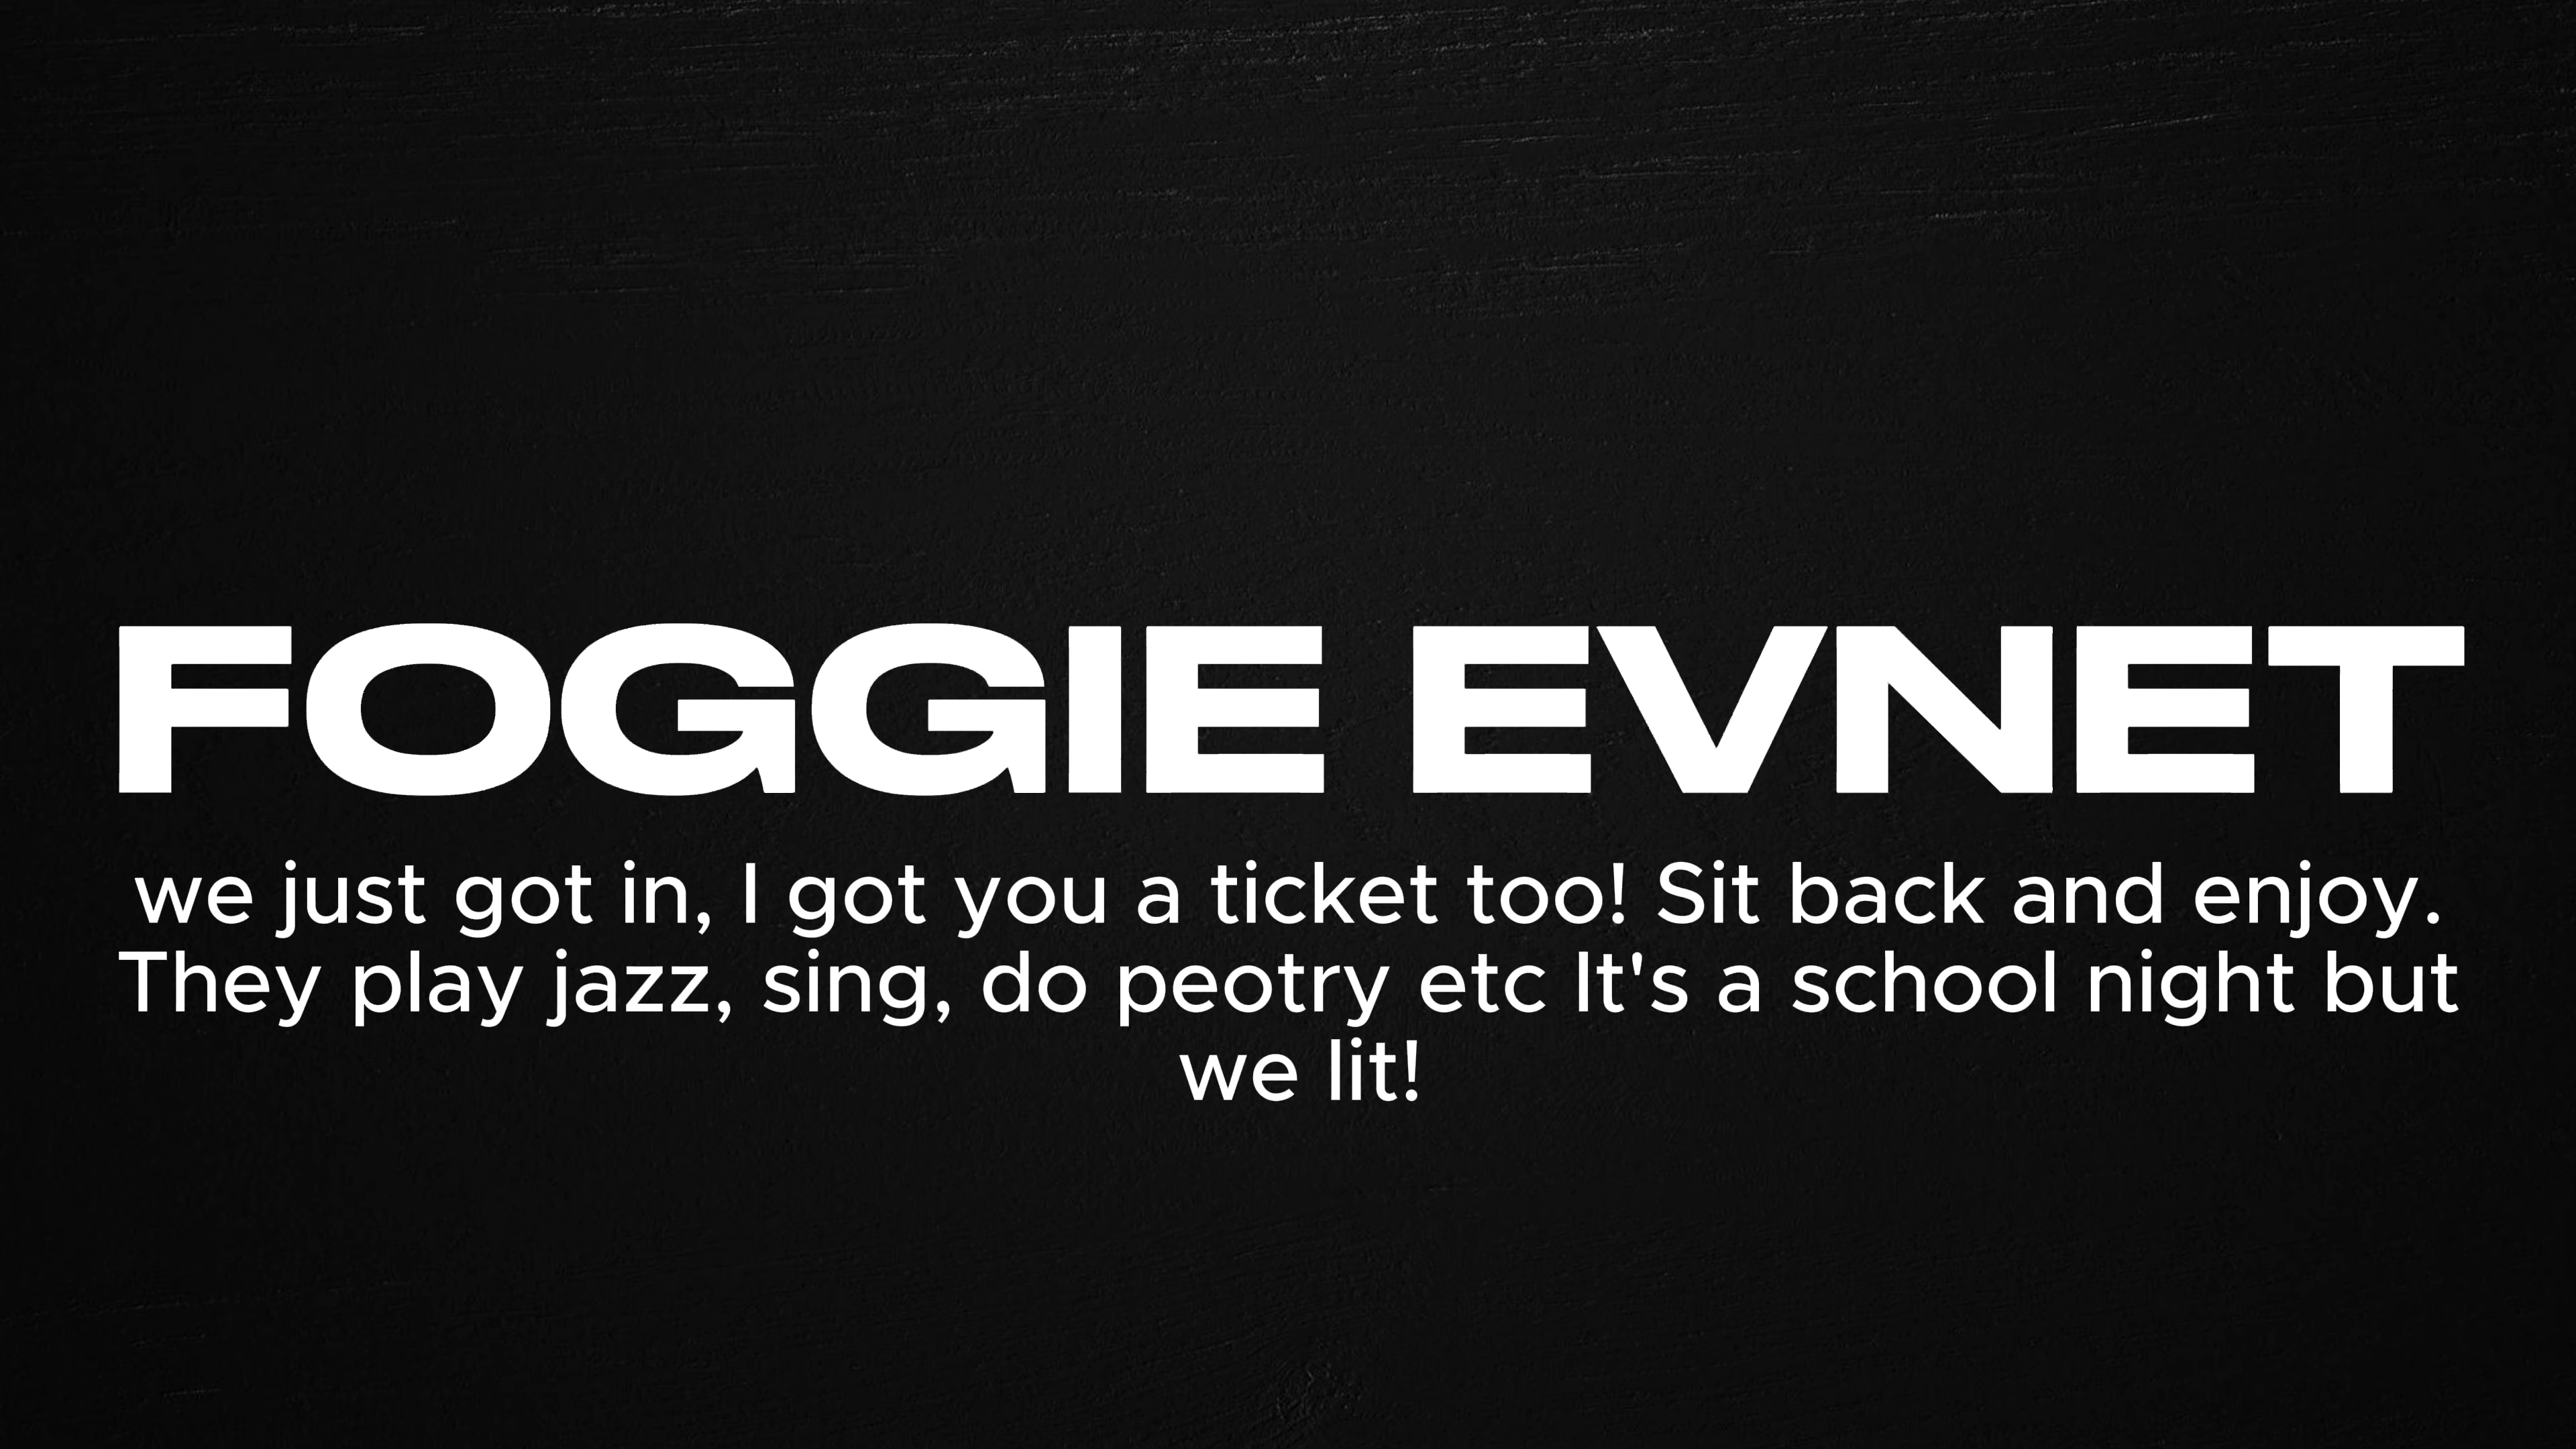 FOGGIE EVNET
we just got in, I got you a ticket too! Sit back and enjoy.
They play jazz, sing, do peotry etc It's a school night but
we lit!